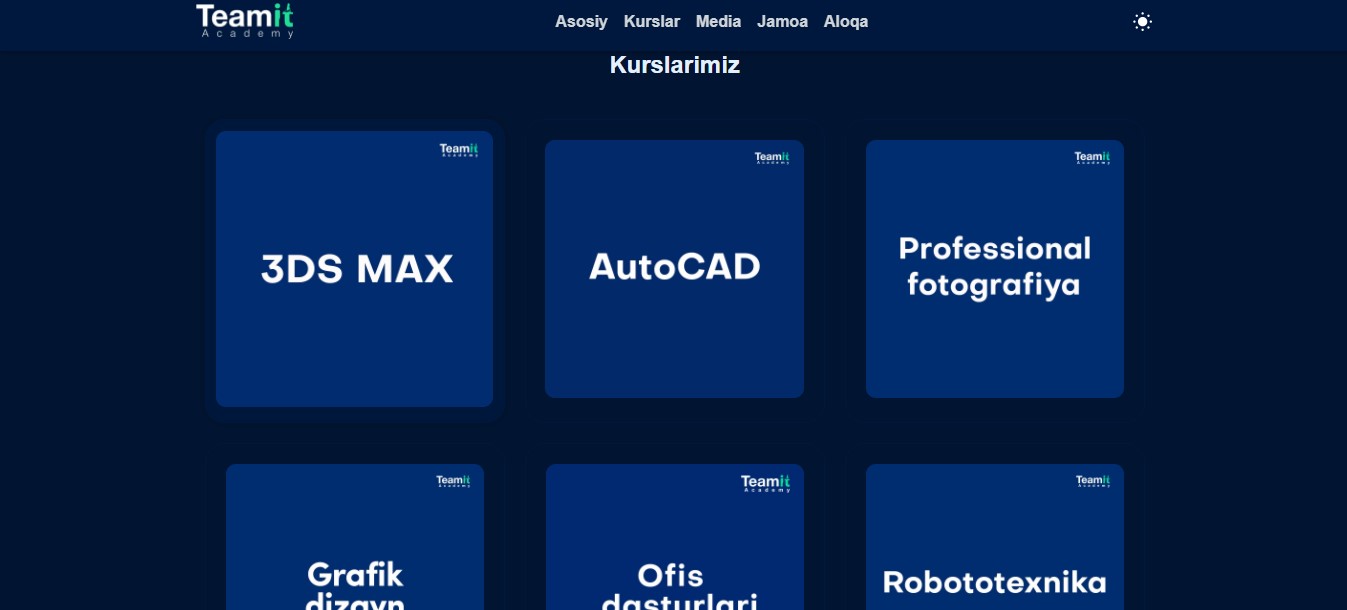 Teamit
Academy
Asosiy Kurslar Media Jamoa Aloqa
Kurslarimiz
Teamit
Academy
3DS MAX
Teamit
Academy
AutoCAD
Teamit
Academy
Professional
fotografiya
Teamit
Academy
Grafik
dizayn
Teamit
Academy
Ofis
dasturlari
Teamit
Academy
Robototexnika